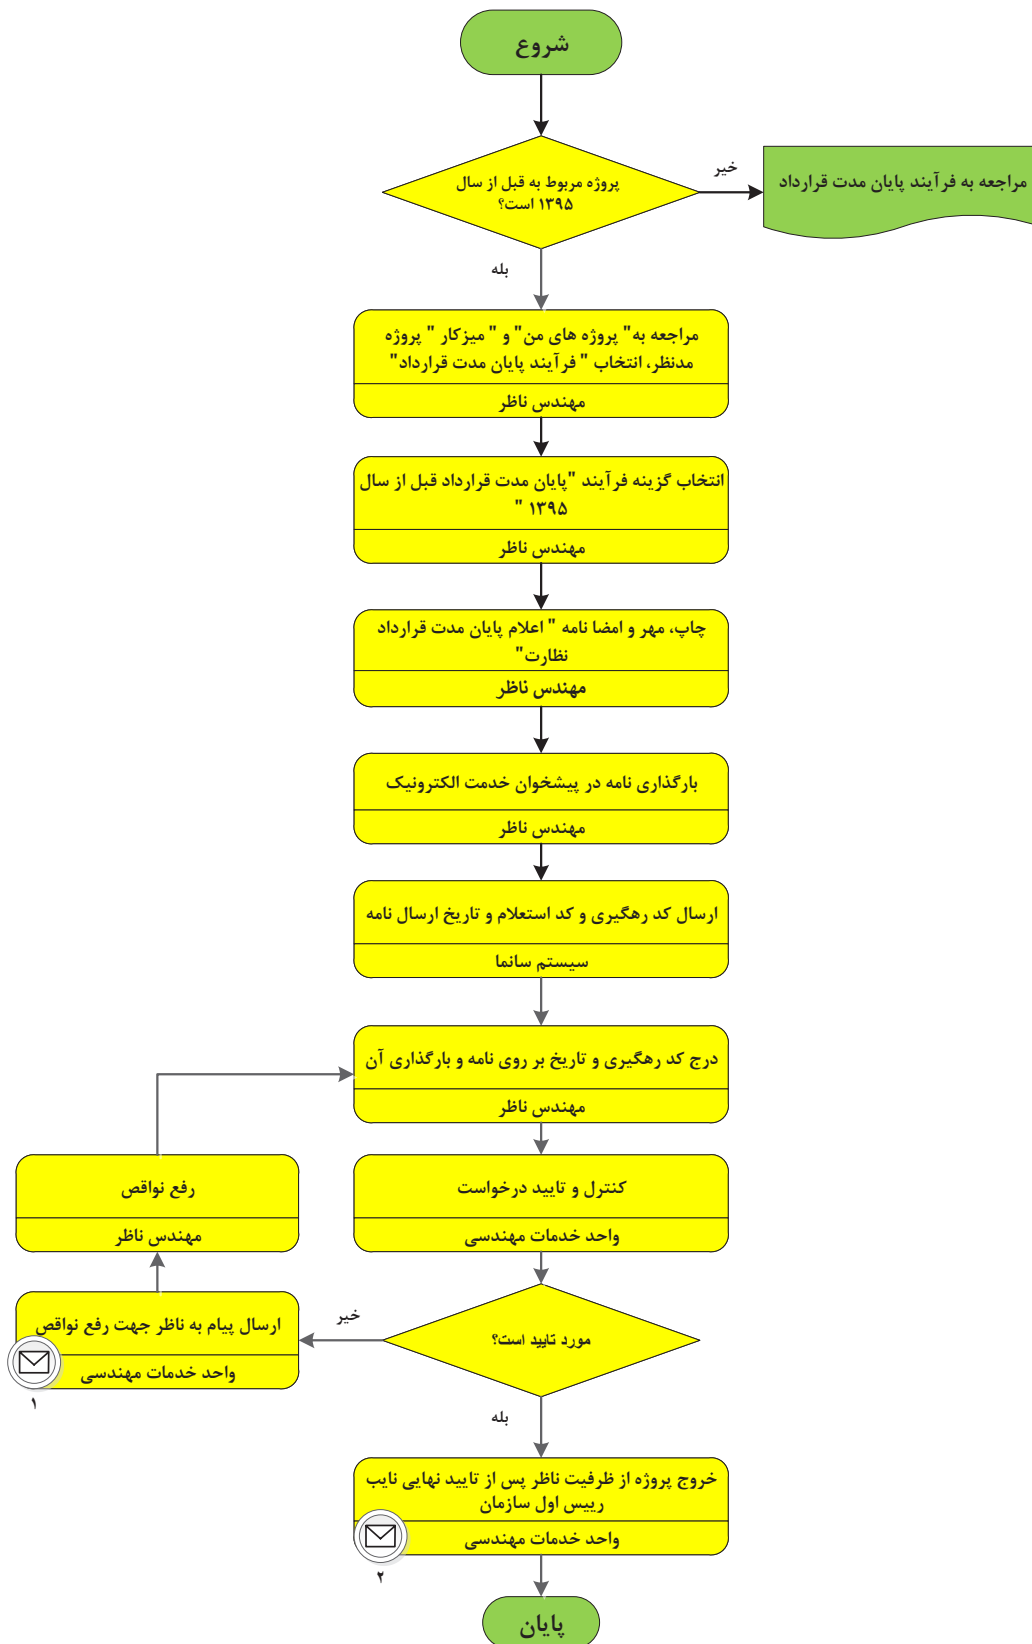 شروع
پروژه مربوط به قبل از سال
۱۳۹۵ است؟
خیر
مراجعه به فرآیند پایان مدت قرارداد
بله
مراجعه به" پروژه های من" و " میزکار " پروژه
مدنظر، انتخاب " فرآیند پایان مدت قرارداد"
مهندس ناظر
انتخاب گزینه فرآیند "پایان مدت قرارداد قبل از سال
۱۳۹۵ "
مهندس ناظر
چاپ، مهر و امضا نامه " اعلام پایان مدت قرارداد
نظارت"
مهندس ناظر
بارگذاری نامه در پیشخوان خدمت الکترونیک
مهندس ناظر
ارسال کد رهگیری و کد استعلام و تاریخ ارسال نامه
سیستم سانما
درج کد رهگیری و تاریخ بر روی نامه و بارگذاری آن
مهندس ناظر
کنترل و تایید درخواست
واحد خدمات مهندسی
رفع نواقص
مهندس ناظر
مورد تایید است؟
خیر
ارسال پیام به ناظر جهت رفع نواقص
واحد خدمات مهندسی
۱
بله
خروج پروژه از ظرفیت ناظر پس از تایید نهایی نایب
رییس اول سازمان
واحد خدمات مهندسی
۲
پایان